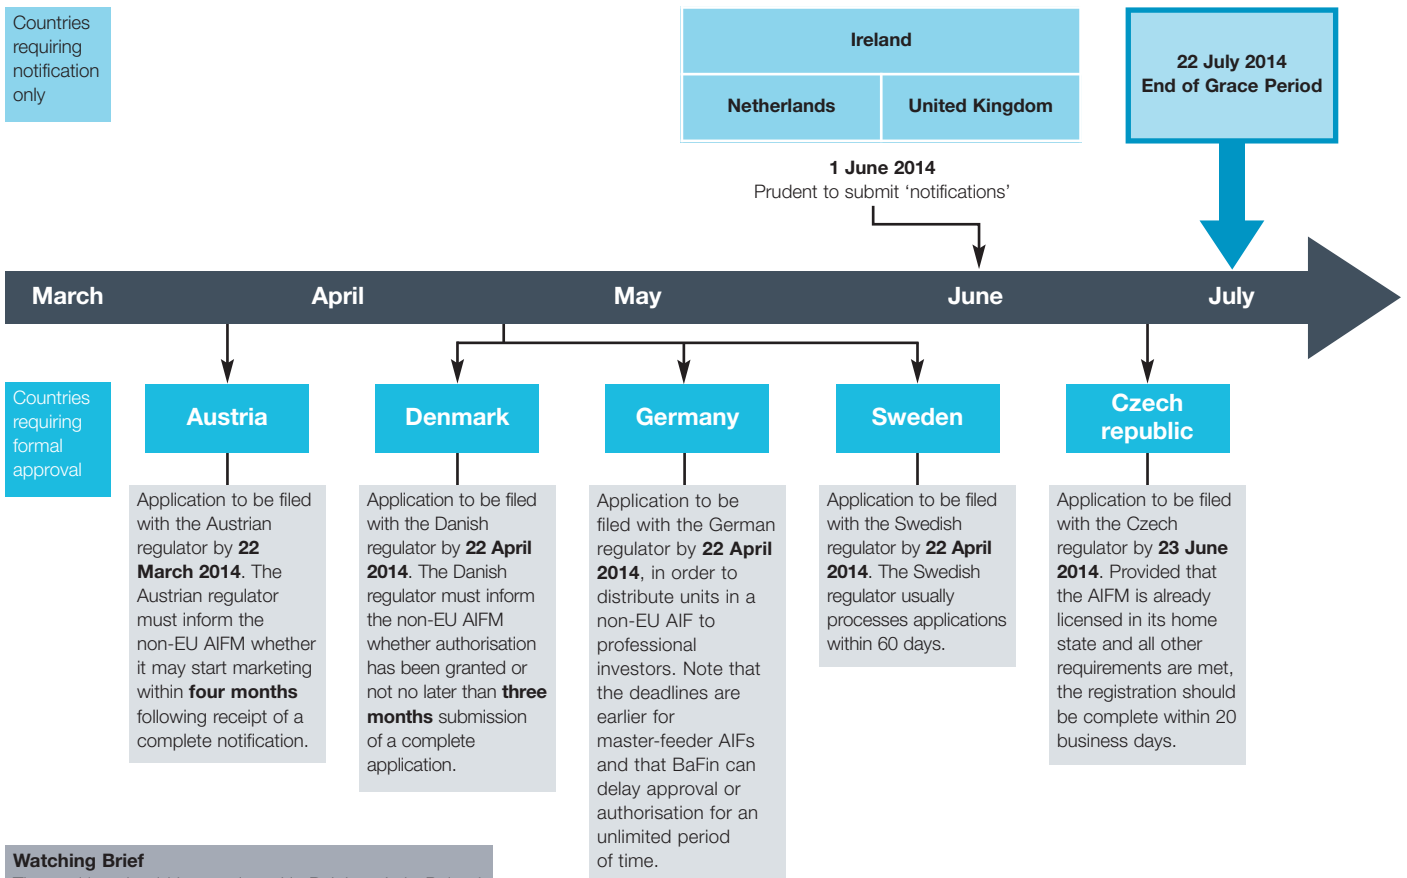 Countries
requiring
notification
only
Ireland
Netherlands
United Kingdom
22 July 2014
End of Grace Period
1 June 2014
Prudent to submit ‘notifications’
March
April
May
June
July
Countries
requiring
formal
approval
Austria
Application to be filed
with the Austrian
regulator by 22
March 2014. The
Austrian regulator
must inform the
non-EU AIFM whether
it may start marketing
within four months
following receipt of a
complete notification.
Denmark
Application to be filed
with the Danish
regulator by 22 April
2014. The Danish
regulator must inform
the non-EU AIFM
whether authorisation
has been granted or
not no later than three
months submission
of a complete
application.
Germany
Application to be
filed with the German
regulator by 22 April
2014, in order to
distribute units in a
non-EU AIF to
professional
investors. Note that
the deadlines are
earlier for
master-feeder AIFs
and that BaFin can
delay approval or
authorisation for an
unlimited period
of time.
Sweden
Application to be filed
with the Swedish
regulator by 22 April
2014. The Swedish
regulator usually
processes applications
within 60 days.
Czech
republic
Application to be filed
with the Czech
regulator by 23 June
2014. Provided that
the AIFM is already
licensed in its home
state and all other
requirements are met,
the registration should
be complete within 20
business days.
Watching Brief